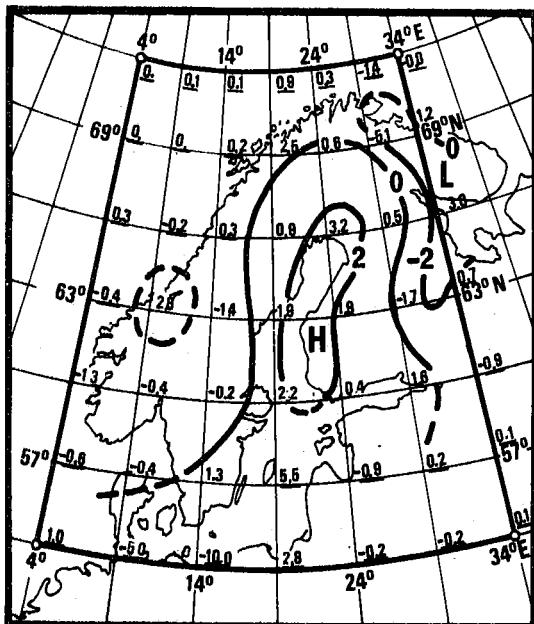 4° 14° 24° 34° E
0. 0.1 0.1 0.9 0.3 -1.4 -0.0
69° 0. 0. 0.2 2.5 0.6 -5.1 1.2 69° N
0 L
0
0.3 -0.2 0.3 0.9 3.2 0.5 3.9
2 -2
63° -0.4 2.8 -1.4 1.9 1.9 -1.7 0.7 63° N
H
-1.3 -0.4 -0.2 2.2 0.4 1.6 -0.9
57° -0.6 -0.4 1.3 5.5 -0.9 0.2 0.1 57°
4° 1.0 -5.0 -10.0 2.8 -0.2 -0.2 0.1 34° E
14° 24°